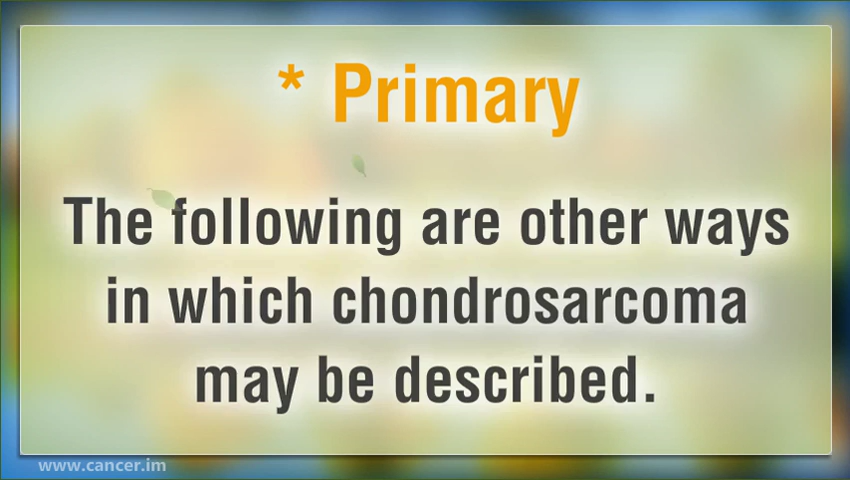 * Primary
The following are other ways
in which chondrosarcoma
may be described.
www.cancer.im